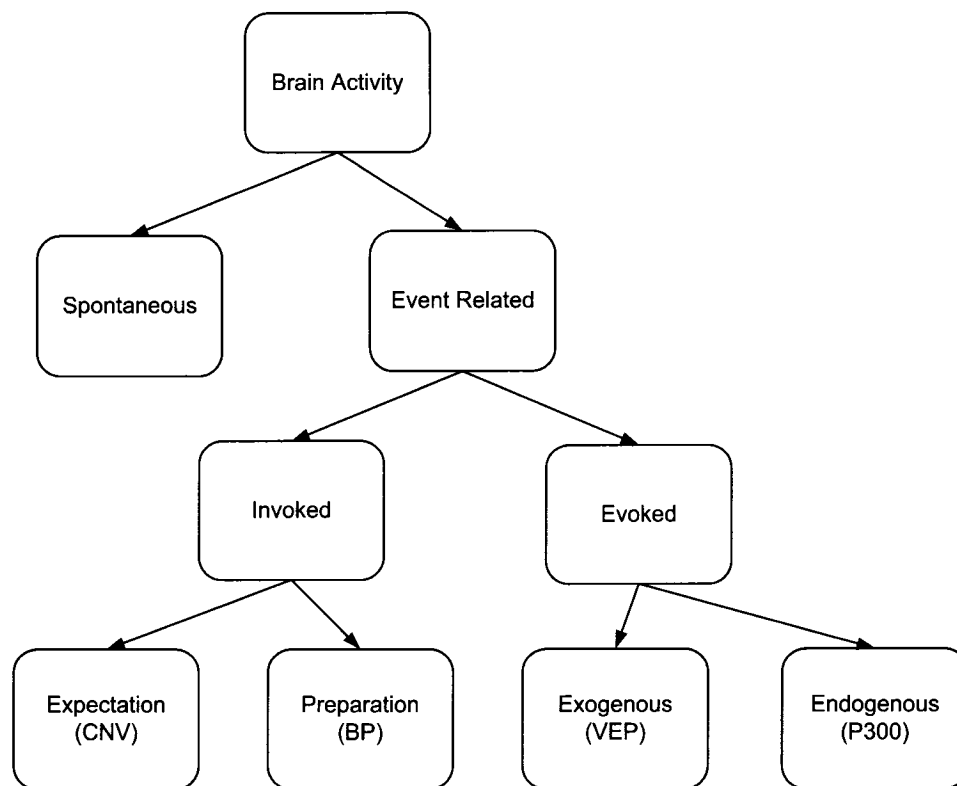 Brain Activity
Spontaneous
Event Related
Invoked
Evoked
Expectation
(CNV)
Preparation
(BP)
Exogenous
(VEP)
Endogenous
(P300)